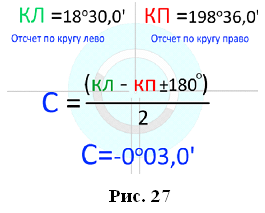 КЛ=18°30,0' КП=198°36,0'
Отсчет по кругу лево Отсчет по кругу право
(КЛ - КП±180°)
С = 
2
С=-0°03,0'
Рис. 27